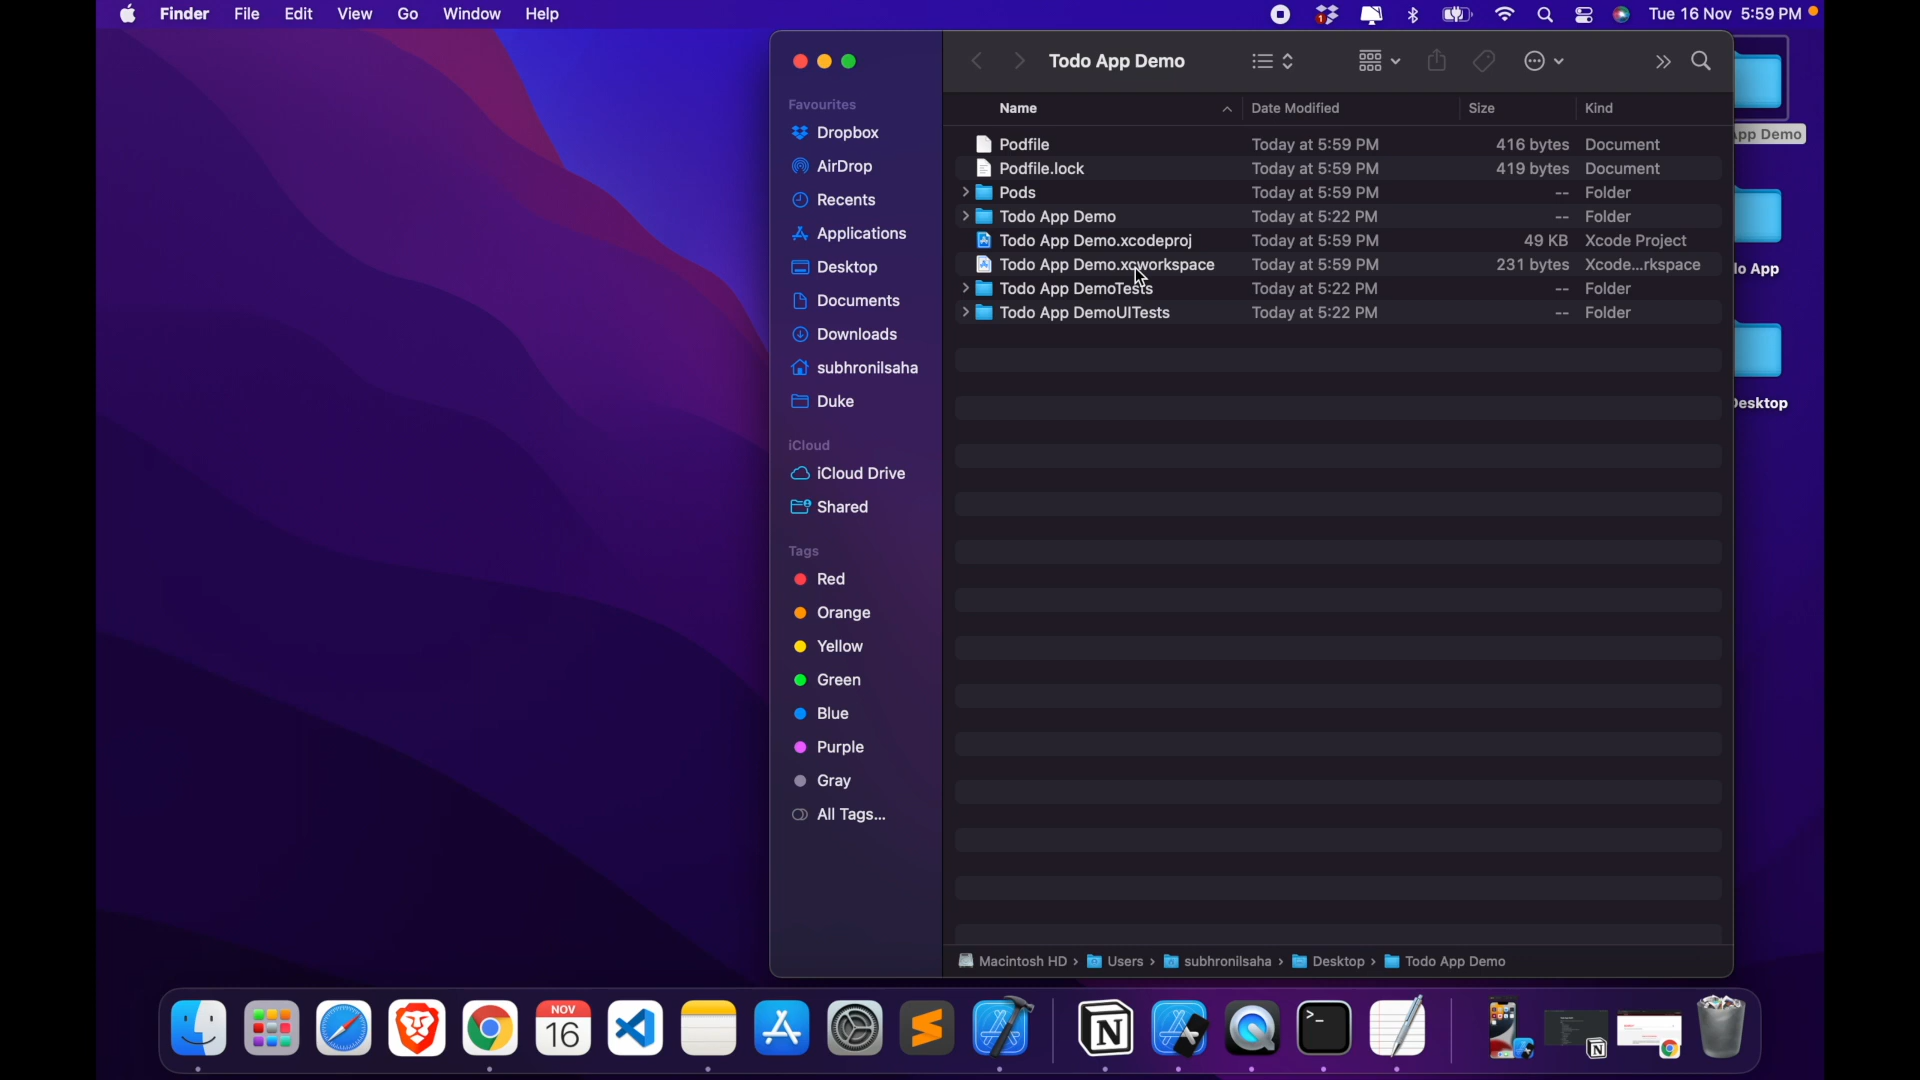 Finder File Edit View Go Window Help 1 Tue 16 Nov 5:59 PM
Todo App Demo
Favourites
Dropbox
AirDrop
Recents
Applications
Desktop
Documents
Downloads
subhronilsaha
Duke
iCloud
iCloud Drive
Shared
Tags
Red
Orange
Yellow
Green
Blue
Purple
Gray
All Tags...
Name Date Modified Size Kind
Podfile Today at 5:59 PM 416 bytes Document
Podfile.lock Today at 5:59 PM 419 bytes Document
Pods Today at 5:59 PM -- Folder
Todo App Demo Today at 5:22 PM -- Folder
Todo App Demo.xcodeproj Today at 5:59 PM 49 KB Xcode Project
Todo App Demo.xcworkspace Today at 5:59 PM 231 bytes Xcode...rkspace
Todo App DemoTests Today at 5:22 PM -- Folder
Todo App DemoUITests Today at 5:22 PM -- Folder
Macintosh HD › Users › subhronilsaha › Desktop › Todo App Demo
App Demo
do App
Desktop
NOV
16
>_